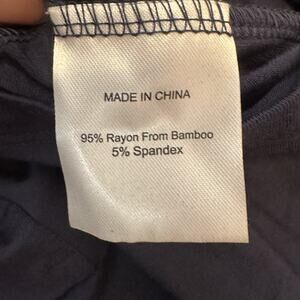 MADE IN CHINA
95% Rayon From Bamboo
5% Spandex